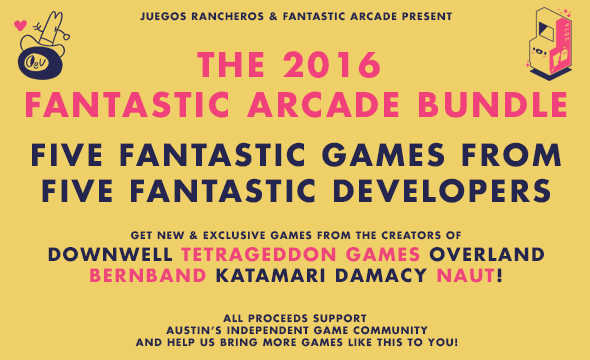 JUEGOS RANCHEROS & FANTASTIC ARCADE PRESENT
THE 2016
FANTASTIC ARCADE BUNDLE
FIVE FANTASTIC GAMES FROM
FIVE FANTASTIC DEVELOPERS
GET NEW & EXCLUSIVE GAMES FROM THE CREATORS OF
DOWNWELL TETRAGEDDON GAMES OVERLAND
BERNBAND KATAMARI DAMACY NAUT!
ALL PROCEEDS SUPPORT
AUSTIN'S INDEPENDENT GAME COMMUNITY
AND HELP US BRING MORE GAMES LIKE THIS TO YOU!